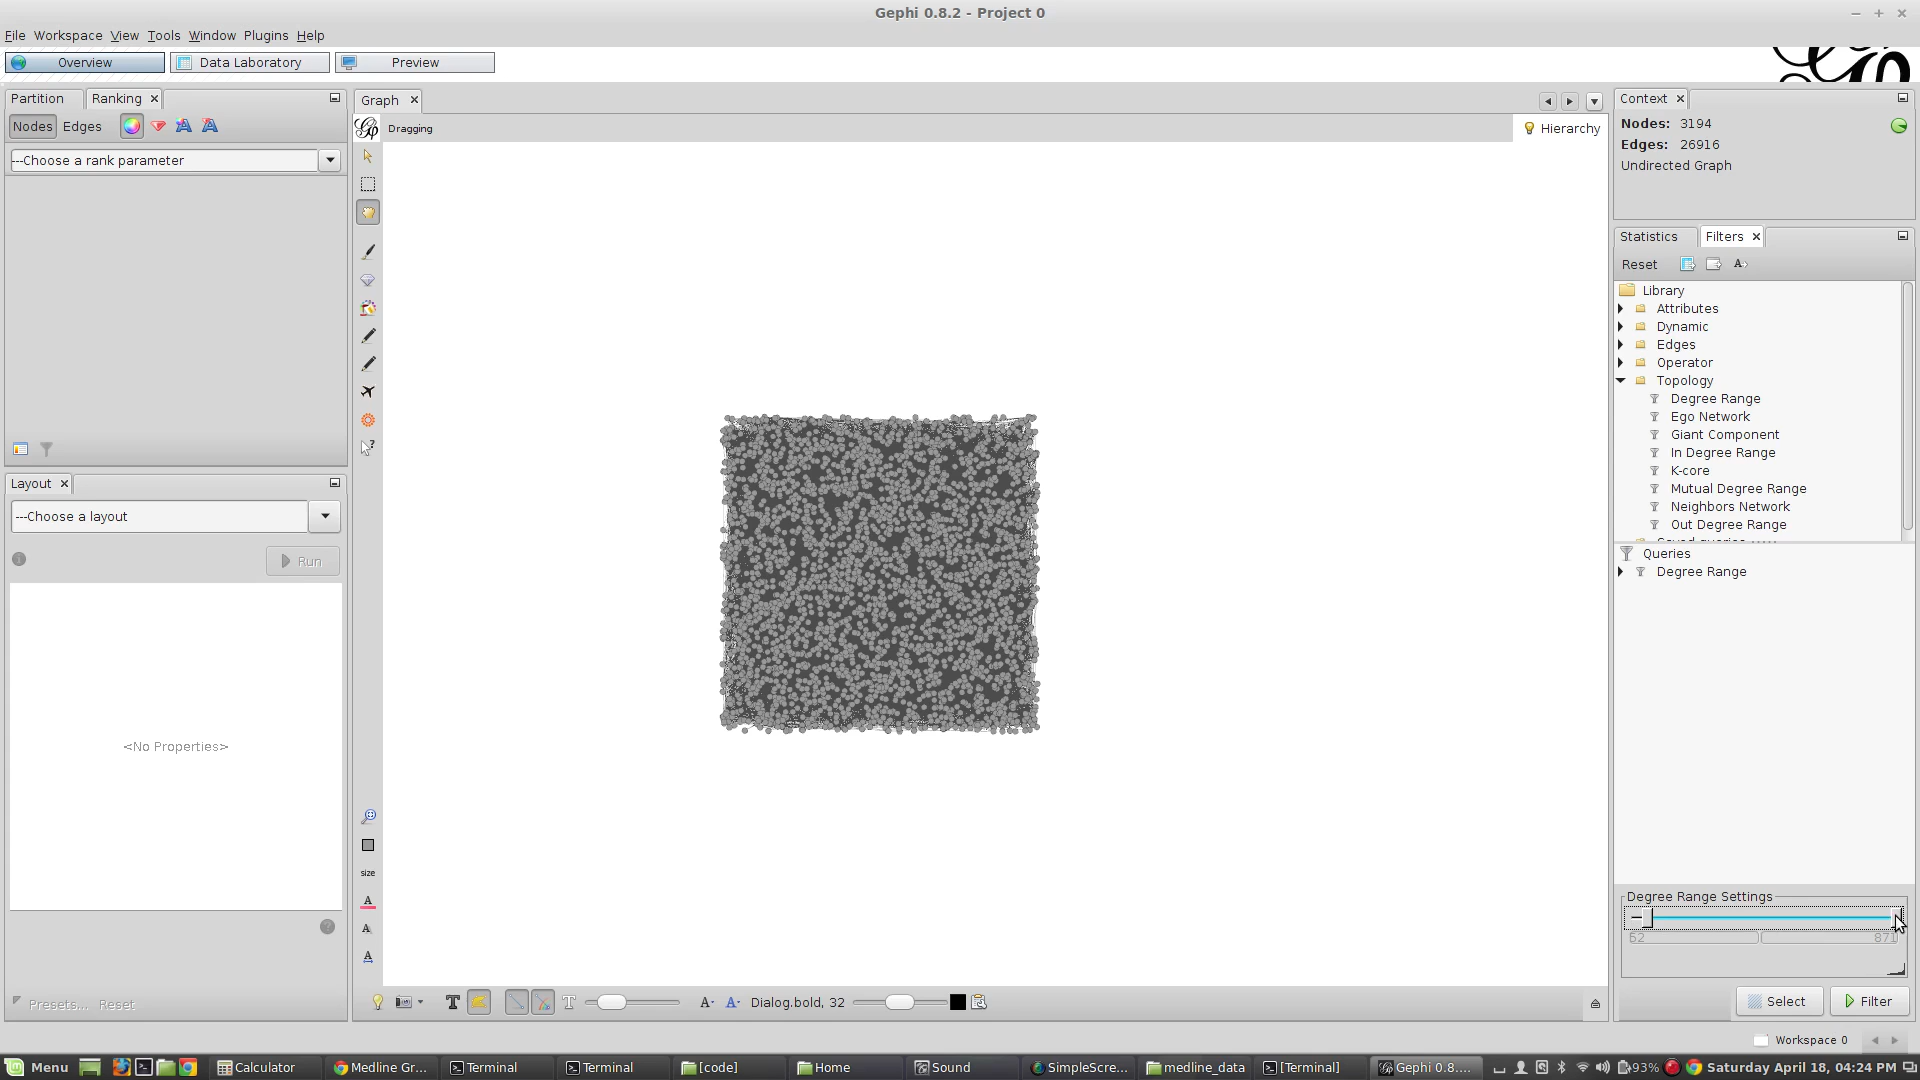 Gephi 0.8.2 - Project 0
File Workspace View Tools Window Plugins Help
Overview Data Laboratory Preview
Partition Ranking
Nodes Edges
---Choose a rank parameter
Layout
---Choose a layout
Run
<No Properties>
Presets... Reset
Graph
Dragging
Hierarchy
size
Dialog.bold, 32
Context
Nodes: 3194
Edges: 26916
Undirected Graph
Statistics Filters
Reset
Library
Attributes
Dynamic
Edges
Operator
Topology
Degree Range
Ego Network
Giant Component
In Degree Range
K-core
Mutual Degree Range
Neighbors Network
Out Degree Range
Queries
Degree Range
Degree Range Settings
52 871
Select Filter
Workspace 0
Menu Calculator Medline Gr... Terminal Terminal [code] Home Sound SimpleScre... medline_data [Terminal] Gephi 0.8.... 93% Saturday April 18, 04:24 PM